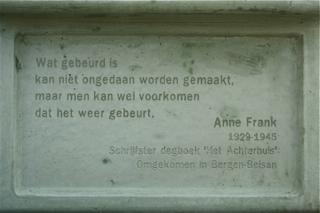 Wat gebeurd is
kan niet ongedaan worden gemaakt,
maar men kan wel voorkomen
dat het weer gebeurt.
Anne Frank
1929-1945
Schrijfster dagboek "Het Achterhuis"
Omgekomen in Bergen-Belsen